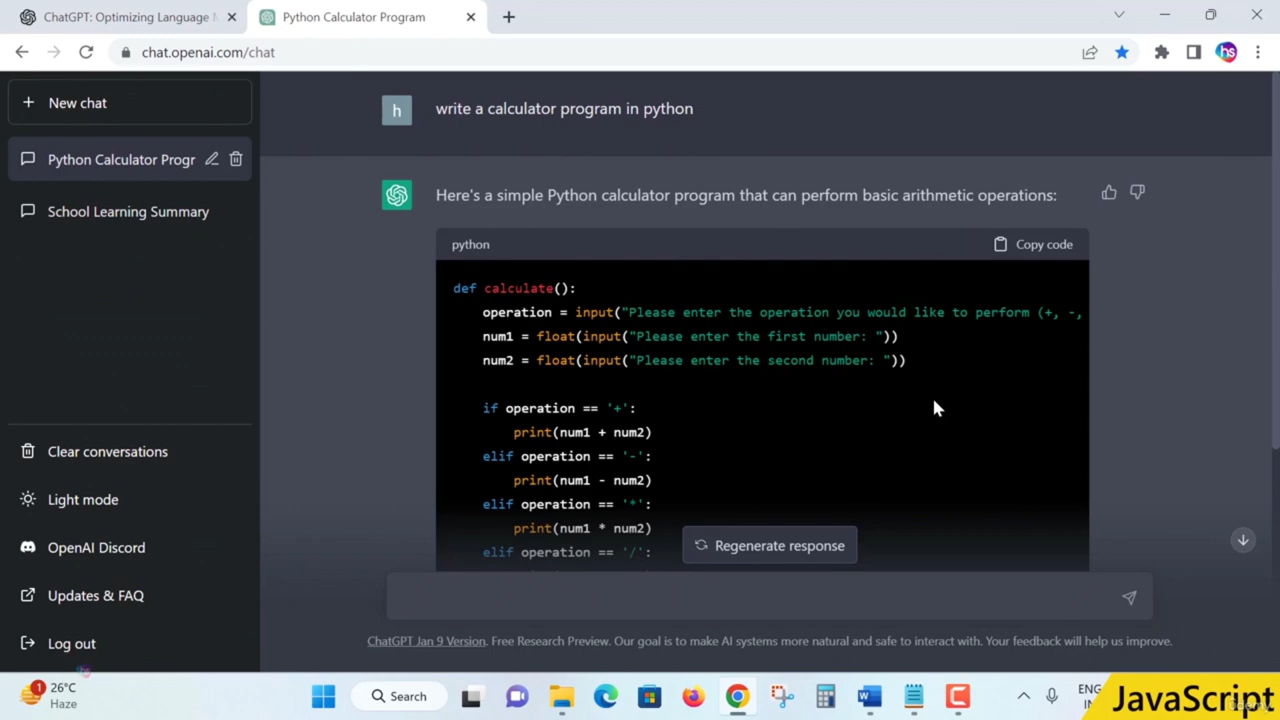 ChatGPT: Optimizing Language
Python Calculator Program
chat.openai.com/chat
hs
New chat
Python Calculator Progr
School Learning Summary
Clear conversations
Light mode
OpenAI Discord
Updates & FAQ
Log out
h
write a calculator program in python
Here's a simple Python calculator program that can perform basic arithmetic operations:
python
Copy code
def calculate():
operation = input("Please enter the operation you would like to perform (+, -,
num1 = float(input("Please enter the first number: "))
num2 = float(input("Please enter the second number: "))
if operation == '+':
print(num1 + num2)
elif operation == '-':
print(num1 - num2)
elif operation == '*':
print(num1 * num2)
elif operation == '/':
Regenerate response
ChatGPT Jan 9 Version. Free Research Preview. Our goal is to make AI systems more natural and safe to interact with. Your feedback will help us improve.
hs
1
26°C
Haze
Search
ENG
IN
JavaScript
Udemy